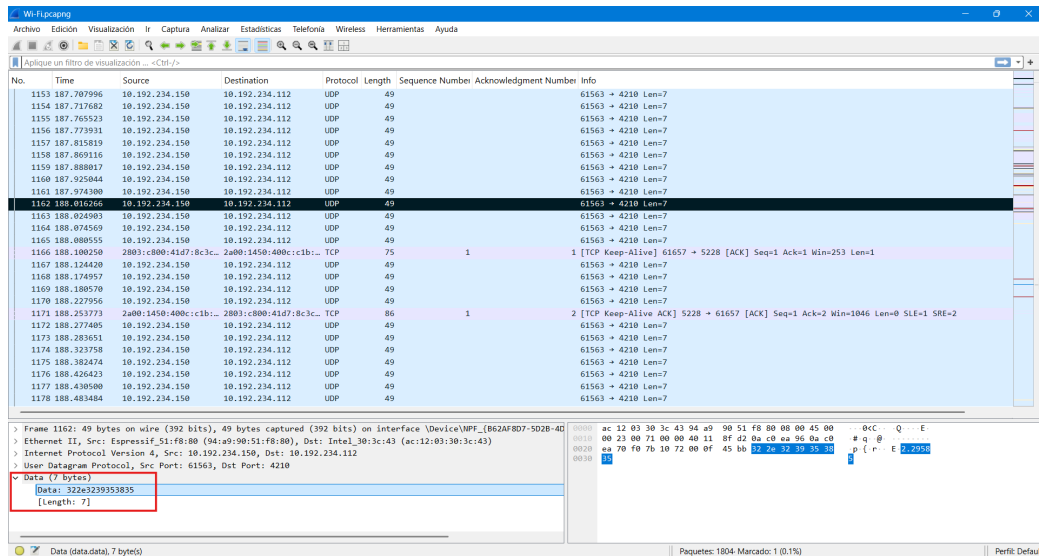 Wi-Fi.pcapng
Archivo Edición Visualización Ir Captura Analizar Estadísticas Telefonía Wireless Herramientas Ayuda
Aplique un filtro de visualización ... <Ctrl-/>
No. Time Source Destination Protocol Length Sequence Number Acknowledgment Number Info
1153 187.707996 10.192.234.150 10.192.234.112 UDP 49 61563 → 4210 Len=7
1154 187.717682 10.192.234.150 10.192.234.112 UDP 49 61563 → 4210 Len=7
1155 187.765523 10.192.234.150 10.192.234.112 UDP 49 61563 → 4210 Len=7
1156 187.773931 10.192.234.150 10.192.234.112 UDP 49 61563 → 4210 Len=7
1157 187.815819 10.192.234.150 10.192.234.112 UDP 49 61563 → 4210 Len=7
1158 187.869116 10.192.234.150 10.192.234.112 UDP 49 61563 → 4210 Len=7
1159 187.888017 10.192.234.150 10.192.234.112 UDP 49 61563 → 4210 Len=7
1160 187.925044 10.192.234.150 10.192.234.112 UDP 49 61563 → 4210 Len=7
1161 187.974300 10.192.234.150 10.192.234.112 UDP 49 61563 → 4210 Len=7
1162 188.016266 10.192.234.150 10.192.234.112 UDP 49 61563 → 4210 Len=7
1163 188.024903 10.192.234.150 10.192.234.112 UDP 49 61563 → 4210 Len=7
1164 188.074569 10.192.234.150 10.192.234.112 UDP 49 61563 → 4210 Len=7
1165 188.080555 10.192.234.150 10.192.234.112 UDP 49 61563 → 4210 Len=7
1166 188.100250 2803:c800:41d7:8c3c… 2a00:1450:400c:c1b:… TCP 75 1 1 [TCP Keep-Alive] 61657 → 5228 [ACK] Seq=1 Ack=1 Win=253 Len=1
1167 188.124420 10.192.234.150 10.192.234.112 UDP 49 61563 → 4210 Len=7
1168 188.174957 10.192.234.150 10.192.234.112 UDP 49 61563 → 4210 Len=7
1169 188.180570 10.192.234.150 10.192.234.112 UDP 49 61563 → 4210 Len=7
1170 188.227956 10.192.234.150 10.192.234.112 UDP 49 61563 → 4210 Len=7
1171 188.253773 2a00:1450:400c:c1b:… 2803:c800:41d7:8c3c… TCP 86 1 2 [TCP Keep-Alive ACK] 5228 → 61657 [ACK] Seq=1 Ack=2 Win=1046 Len=0 SLE=1 SRE=2
1172 188.277405 10.192.234.150 10.192.234.112 UDP 49 61563 → 4210 Len=7
1173 188.283651 10.192.234.150 10.192.234.112 UDP 49 61563 → 4210 Len=7
1174 188.323758 10.192.234.150 10.192.234.112 UDP 49 61563 → 4210 Len=7
1175 188.382474 10.192.234.150 10.192.234.112 UDP 49 61563 → 4210 Len=7
1176 188.426423 10.192.234.150 10.192.234.112 UDP 49 61563 → 4210 Len=7
1177 188.430500 10.192.234.150 10.192.234.112 UDP 49 61563 → 4210 Len=7
1178 188.483484 10.192.234.150 10.192.234.112 UDP 49 61563 → 4210 Len=7
> Frame 1162: 49 bytes on wire (392 bits), 49 bytes captured (392 bits) on interface \Device\NPF_{B62AF8D7-5D2B-4D
> Ethernet II, Src: Espressif_51:f8:80 (94:a9:90:51:f8:80), Dst: Intel_30:3c:43 (ac:12:03:30:3c:43)
> Internet Protocol Version 4, Src: 10.192.234.150, Dst: 10.192.234.112
> User Datagram Protocol, Src Port: 61563, Dst Port: 4210
Data (7 bytes)
Data: 322e3239353835
[Length: 7]
0000 ac 12 03 30 3c 43 94 a9 90 51 f8 80 08 00 45 00 ···0<C·· ·Q····E·
0010 00 23 00 71 00 00 40 11 8f d2 0a c0 ea 96 0a c0 ·#·q··@· ········
0020 ea 70 f0 7b 10 72 00 0f 45 bb 32 2e 32 39 35 38 ·p·{·r·· E·2.2958
0030 35 5
Data (data.data), 7 byte(s)
Paquetes: 1804· Marcado: 1 (0.1%)
Perfil: Defau